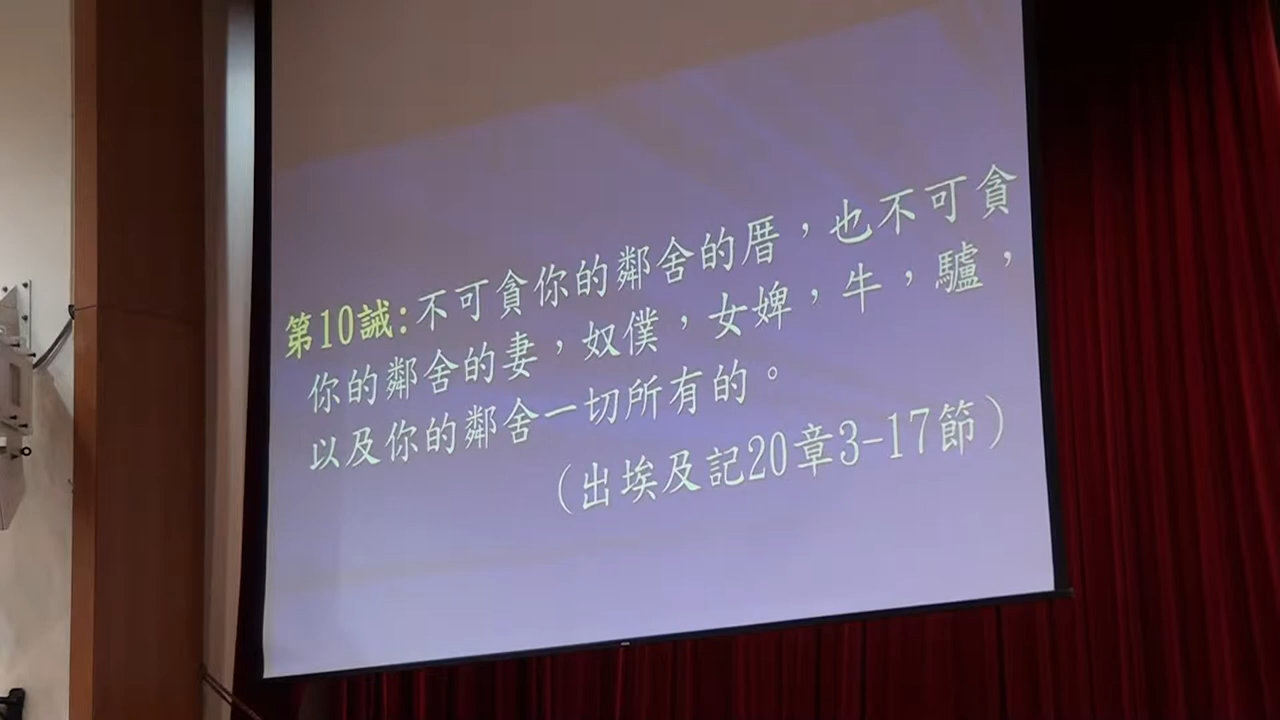 第10誡:不可貪你的鄰舍的厝，也不可貪
你的鄰舍的妻，奴僕，女婢，牛，驢，
以及你的鄰舍一切所有的。
（出埃及記20章3-17節）